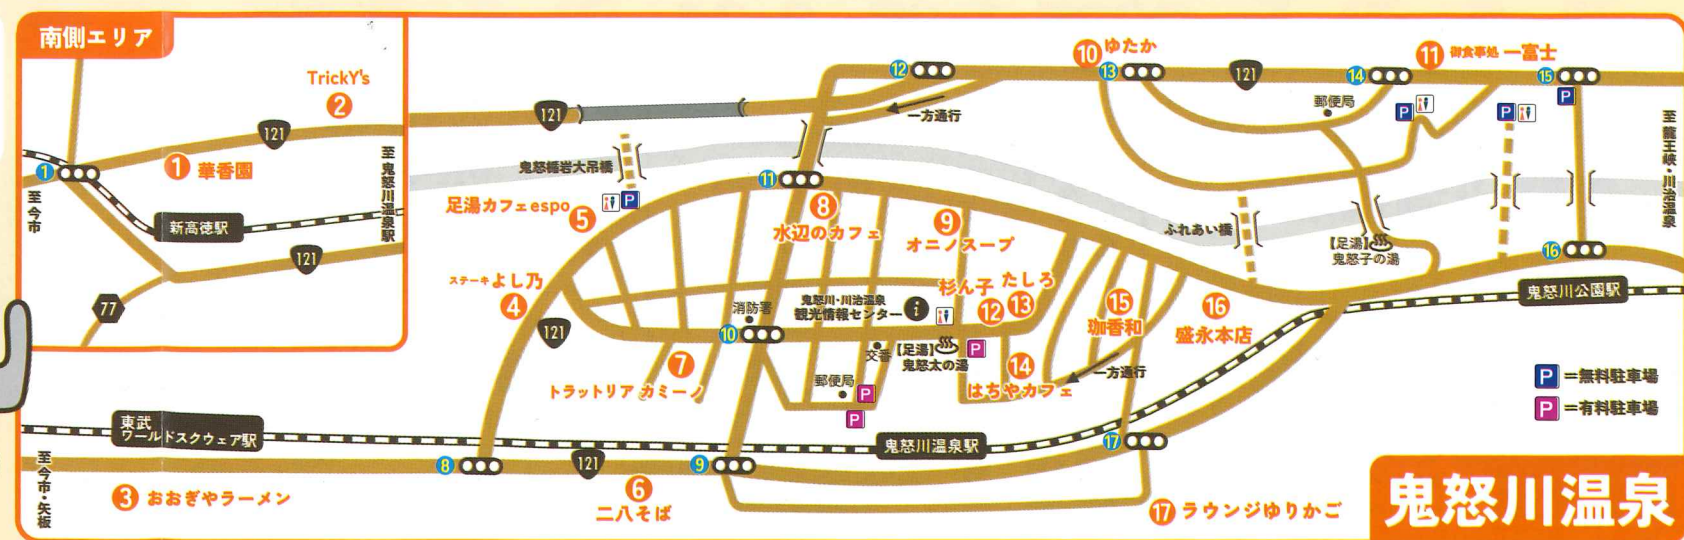 南側エリア
TrickY's
2
121
1 華香園
1
至今市
新高徳駅
至鬼怒川温泉駅
121
77
121
12
一方通行
10 ゆたか
13
121
14
11 御食事処 一富士
15
P
郵便局
P
P
至龍王峡・川治温泉
鬼怒楯岩大吊橋
P
足湯カフェespo
5
11
8
水辺のカフェ
9
オニノスープ
ふれあい橋
【足湯】
鬼怒子の湯
16
鬼怒川公園駅
ステーキよし乃
4
121
消防署
10
鬼怒川・川治温泉
観光情報センター
i
杉ん子
12
たしろ
13
15
珈香和
16
盛永本店
7
トラットリア カミーノ
交番
【足湯】
鬼怒太の湯
P
14
はちやカフェ
一方通行
郵便局
P
P
P=無料駐車場
P=有料駐車場
東武
ワールドスクウェア駅
鬼怒川温泉駅
17
至今市・矢板
8
121
9
3 おおぎやラーメン
6
二八そば
17 ラウンジゆりかご
鬼怒川温泉